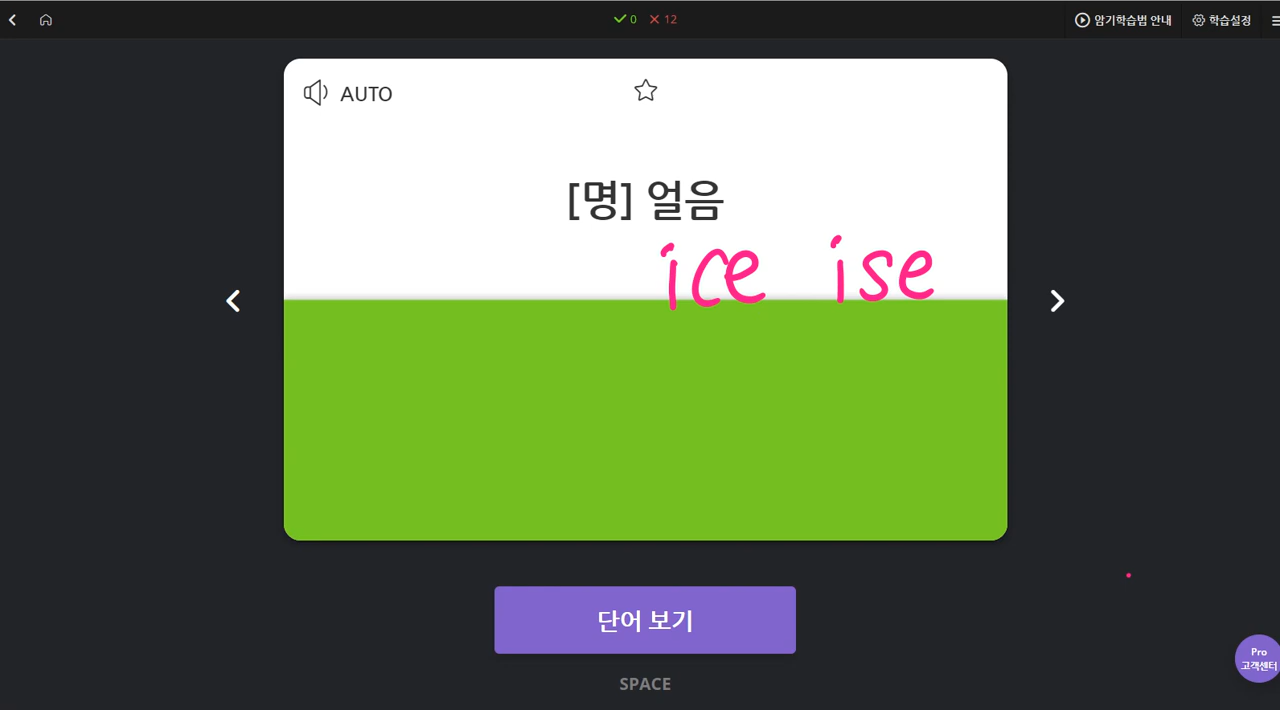 0 12 암기학습법 안내 학습설정
AUTO
[명] 얼음
ice ise
단어 보기
SPACE
Pro
고객센터